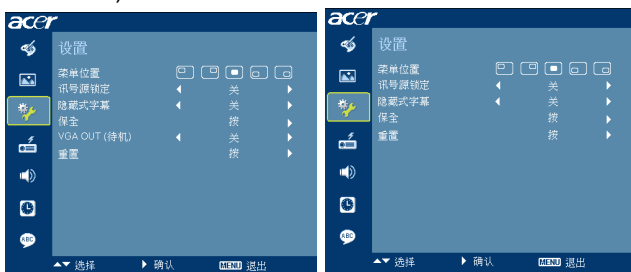 acer
设置
菜单位置
讯号源锁定 关
隐藏式字幕 关
保全 按
VGA OUT (待机) 关
重置 按
ABC
选择 确认 MENU 退出
acer
设置
菜单位置
讯号源锁定 关
隐藏式字幕 关
保全 按
重置 按
ABC
选择 确认 MENU 退出